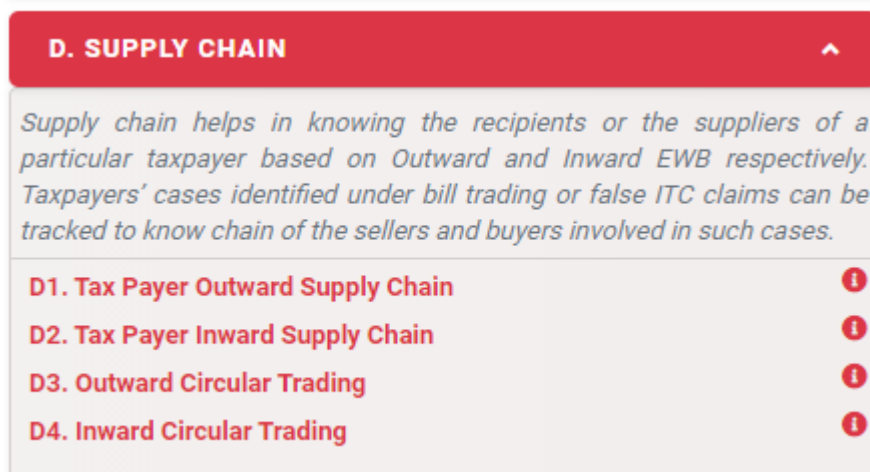 D. SUPPLY CHAIN
Supply chain helps in knowing the recipients or the suppliers of a
particular taxpayer based on Outward and Inward EWB respectively.
Taxpayers’ cases identified under bill trading or false ITC claims can be
tracked to know chain of the sellers and buyers involved in such cases.
D1. Tax Payer Outward Supply Chain
D2. Tax Payer Inward Supply Chain
D3. Outward Circular Trading
D4. Inward Circular Trading